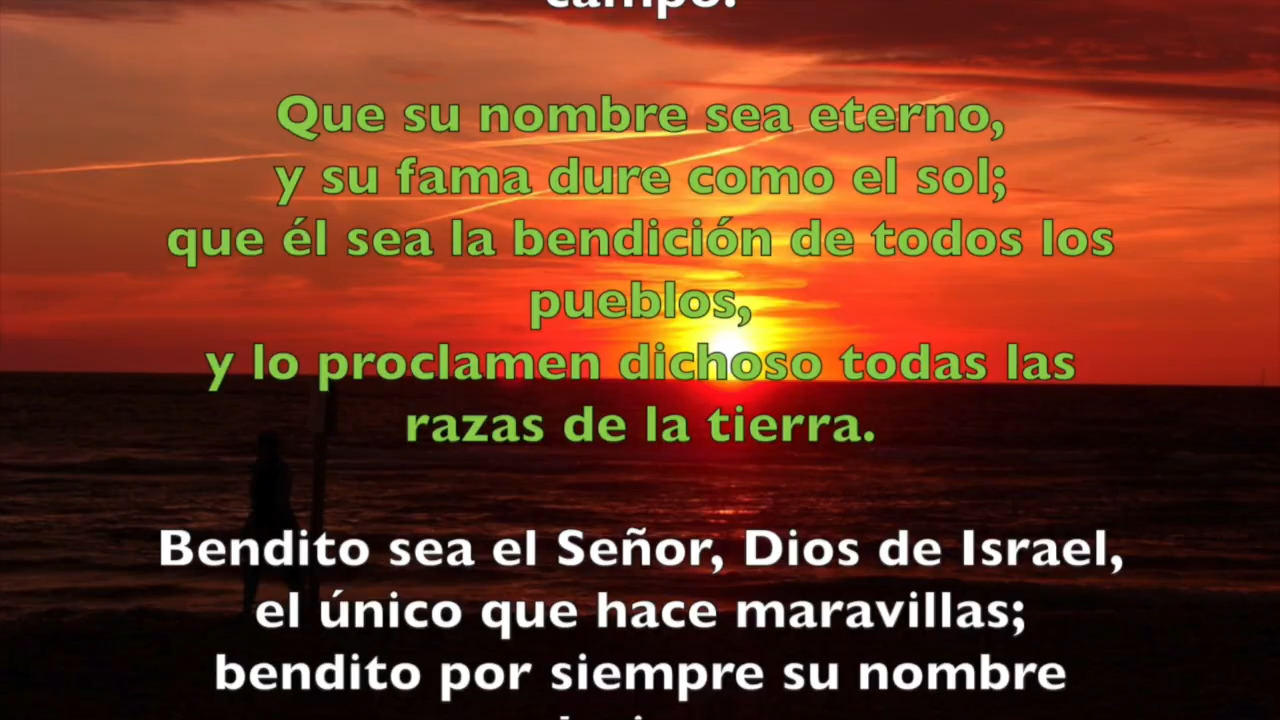 campo.
Que su nombre sea eterno,
y su fama dure como el sol;
que él sea la bendición de todos los
pueblos,
y lo proclamen dichoso todas las
razas de la tierra.
Bendito sea el Señor, Dios de Israel,
el único que hace maravillas;
bendito por siempre su nombre